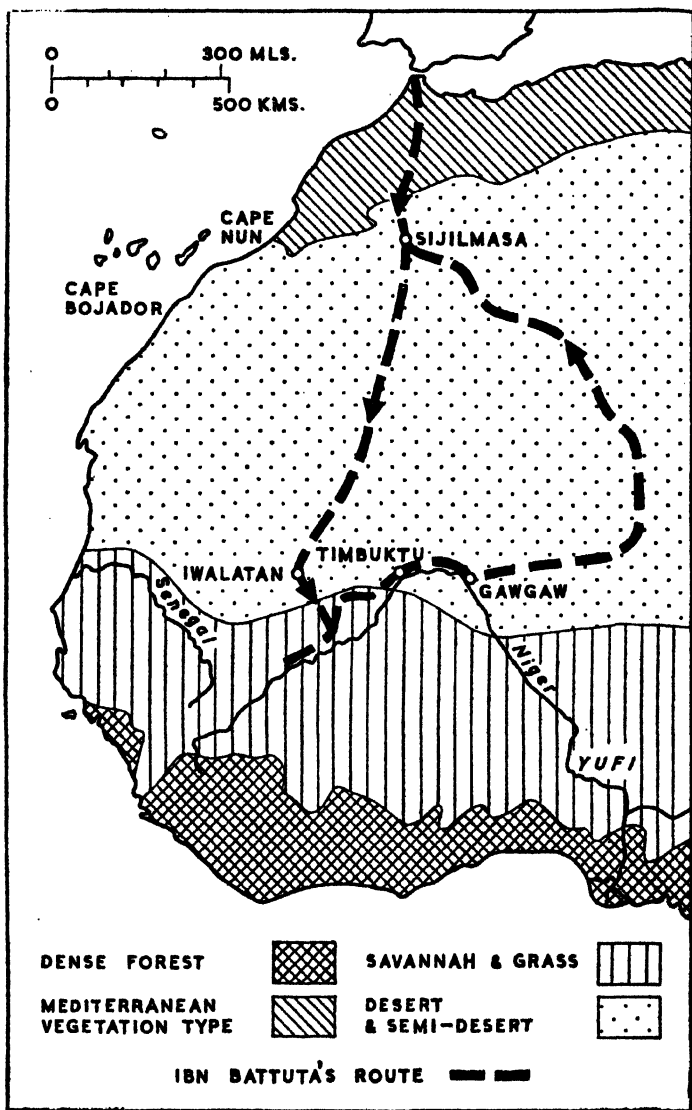 0 300 MLS.
0 500 KMS.
CAPE
NUN
SIJILMASA
CAPE
BOJADOR
TIMBUKTU
IWALATAN
GAWGAW
Senegal
Niger
YUFI
DENSE FOREST
SAVANNAH & GRASS
MEDITERRANEAN
VEGETATION TYPE
DESERT
& SEMI-DESERT
IBN BATTUTA'S ROUTE